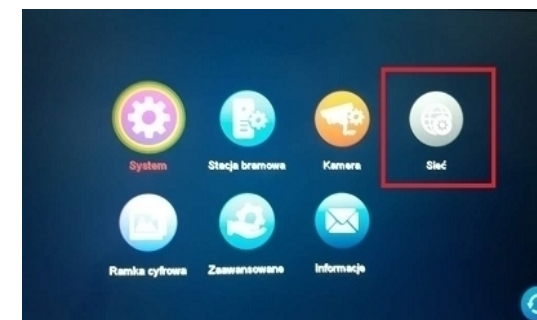 System
Stacja bramowa
Kamera
Sieć
Ramka cyfrowa
Zaawansowane
Informacje